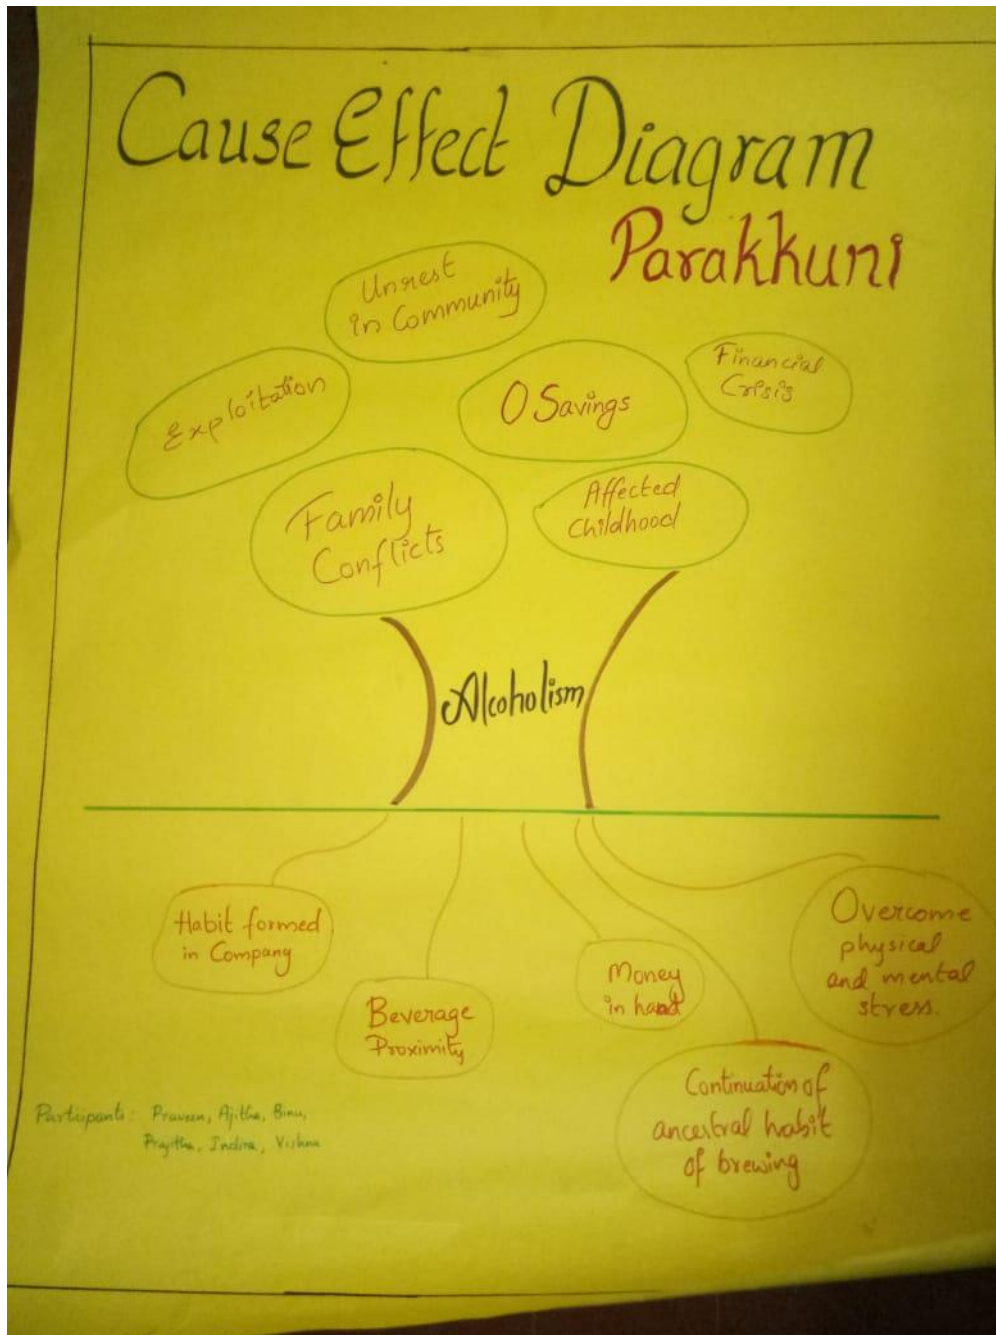 Cause Effect Diagram
Parakkuni
Unrest
in Community
Exploitation
0 Savings
Financial
Crisis
Family
Conflicts
Affected
Childhood
Alcoholism
Habit formed
in Company
Beverage
Proximity
Money
in hand
Overcome
physical
and mental
stress.
Continuation of
ancestral habit
of brewing
Participants: Praveen, Ajitha, Binu,
Prajitha, Indira, Vishnu